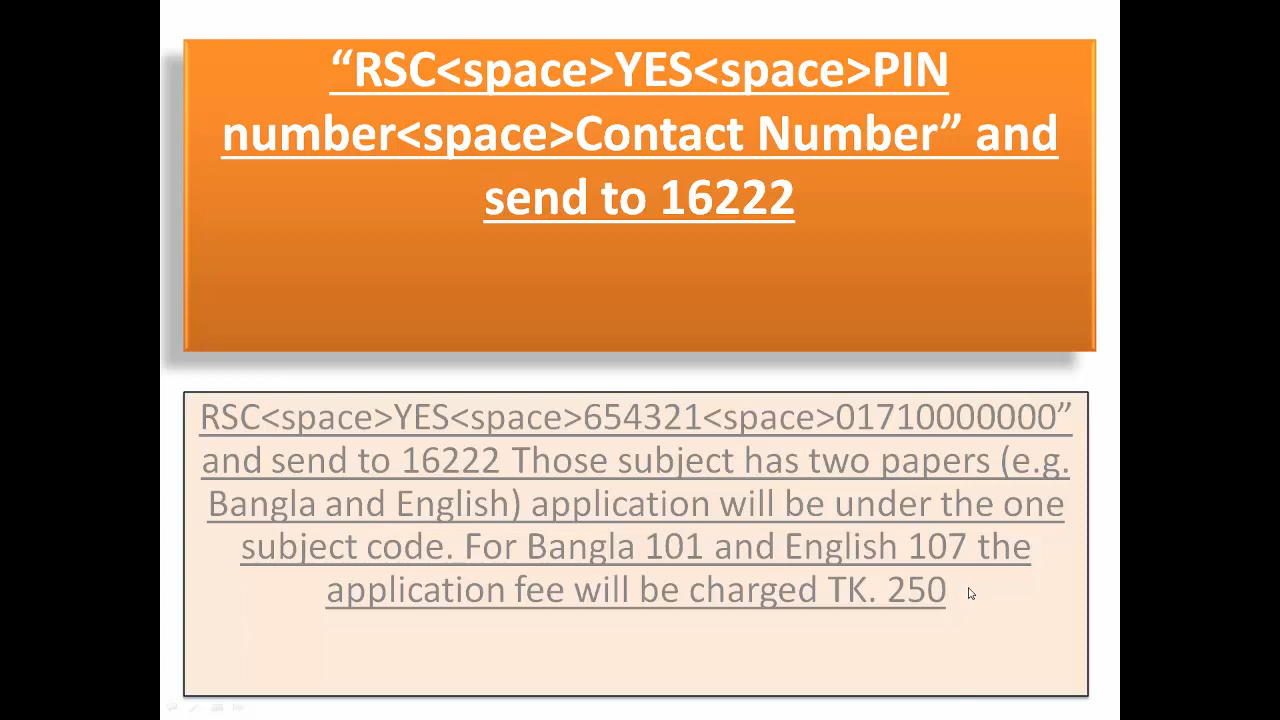 “RSC<space>YES<space>PIN
number<space>Contact Number” and
send to 16222
RSC<space>YES<space>654321<space>01710000000”
and send to 16222 Those subject has two papers (e.g.
Bangla and English) application will be under the one
subject code. For Bangla 101 and English 107 the
application fee will be charged TK. 250